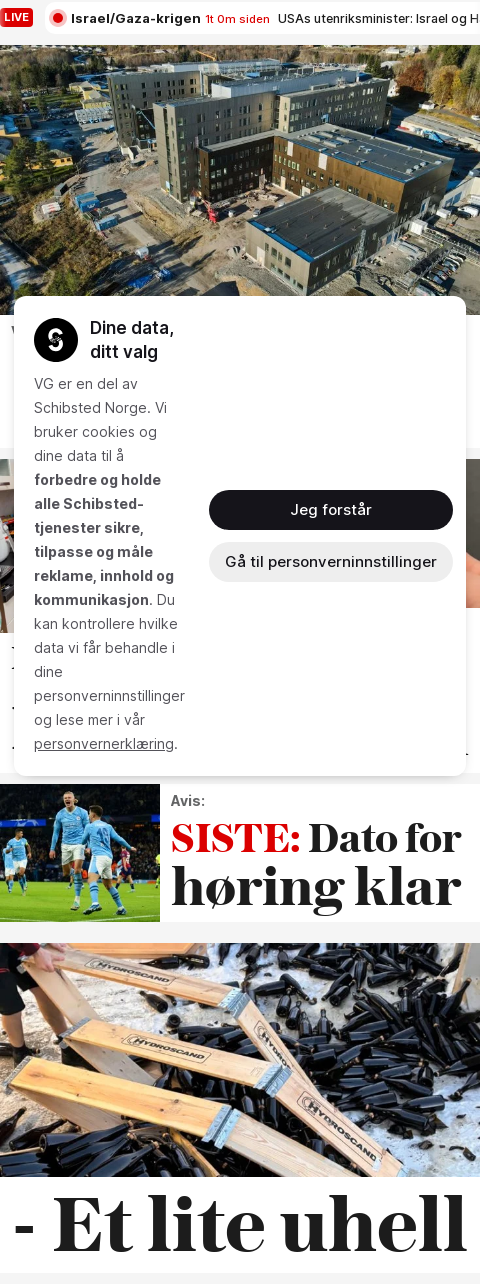 LIVE
Israel/Gaza-krigen 1t 0m siden USAs utenriksminister: Israel og H
Dine data,
ditt valg
VG er en del av
Schibsted Norge. Vi
bruker cookies og
dine data til å
forbedre og holde
alle Schibsted-
tjenester sikre,
tilpasse og måle
reklame, innhold og
kommunikasjon. Du
kan kontrollere hvilke
data vi får behandle i
dine
personverninnstillinger
og lese mer i vår
personvernerklæring.
Jeg forstår
Gå til personverninnstillinger
Avis:
SISTE: Dato for
høring klar
HYDROSCAND
HYDROSCAND
HYDROSCAND
HYDROSCAND
- Et lite uhell